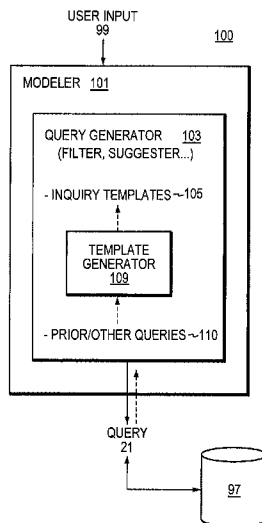 USER INPUT
99
100
MODELER 101
QUERY GENERATOR 103
(FILTER, SUGGESTER...)
- INQUIRY TEMPLATES ~105
TEMPLATE
GENERATOR
109
- PRIOR/OTHER QUERIES ~110
QUERY
21
97